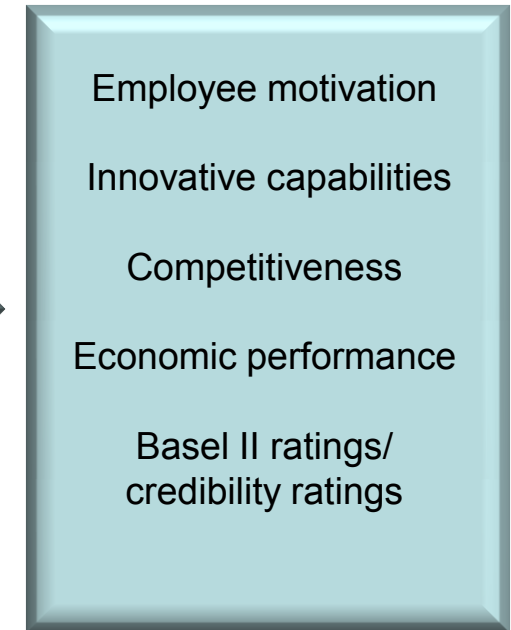 Employee motivation
Innovative capabilities
Competitiveness
Economic performance
Basel II ratings/
credibility ratings